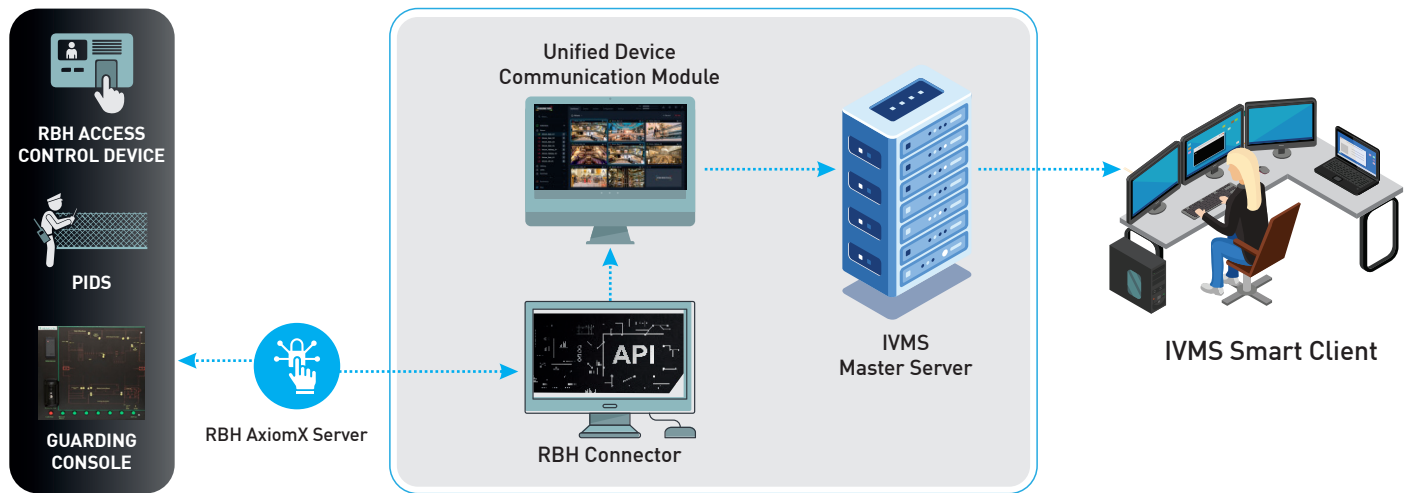 RBH ACCESS
CONTROL DEVICE
PIDS
GUARDING
CONSOLE
RBH AxiomX Server
Unified Device
Communication Module
API
RBH Connector
IVMS
Master Server
IVMS Smart Client